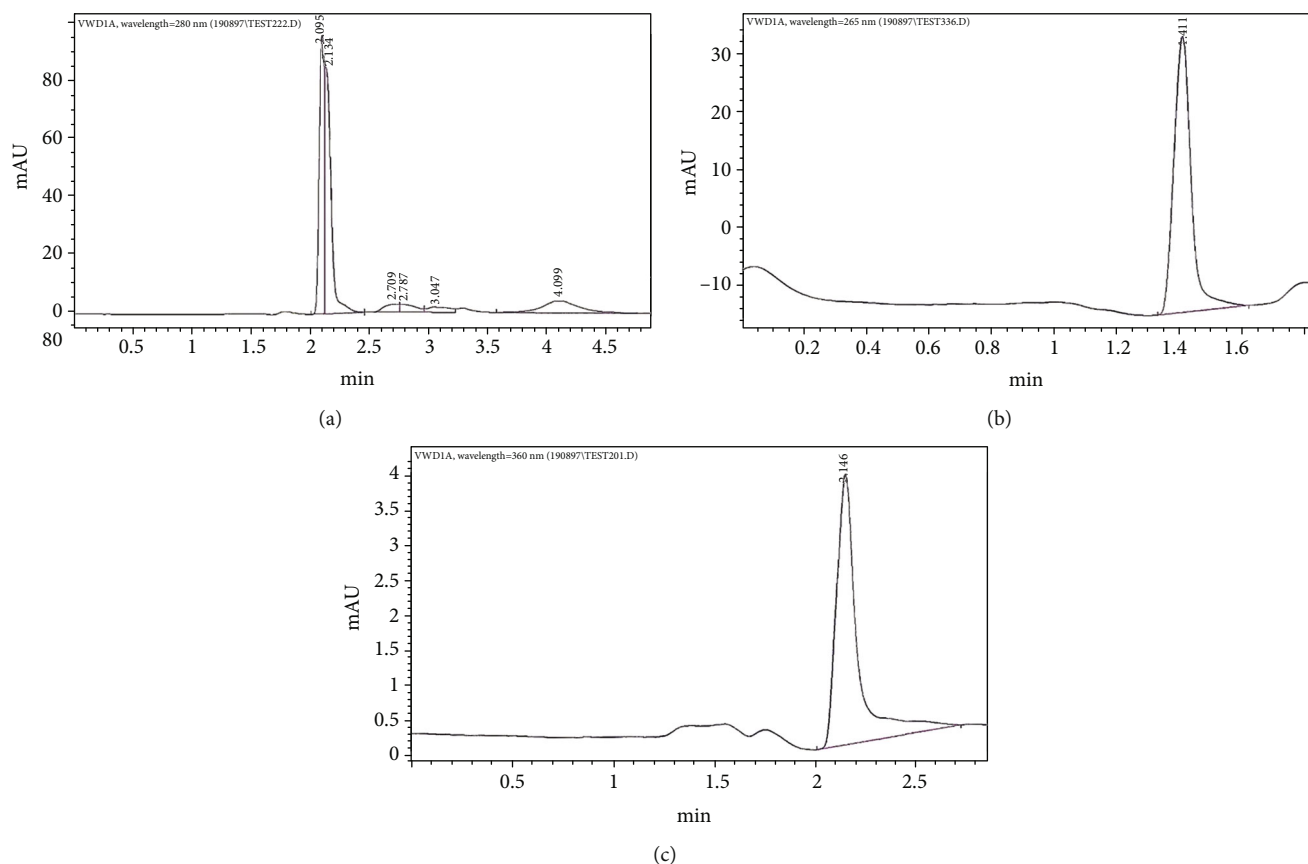 VWD1A, wavelength=280 nm (190897\TEST222.D)
2.095
2.134
2.709
2.787
3.047
4.099
mAU
80
60
40
20
0
80
0.5 1 1.5 2 2.5 3 3.5 4 4.5
min
(a)
VWD1A, wavelength=265 nm (190897\TEST336.D)
1.411
mAU
30
20
10
0
−10
0.2 0.4 0.6 0.8 1 1.2 1.4 1.6
min
(b)
VWD1A, wavelength=360 nm (190897\TEST201.D)
2.146
mAU
4
3.5
3
2.5
2
1.5
1
0.5
0
0.5 1 1.5 2 2.5
min
(c)